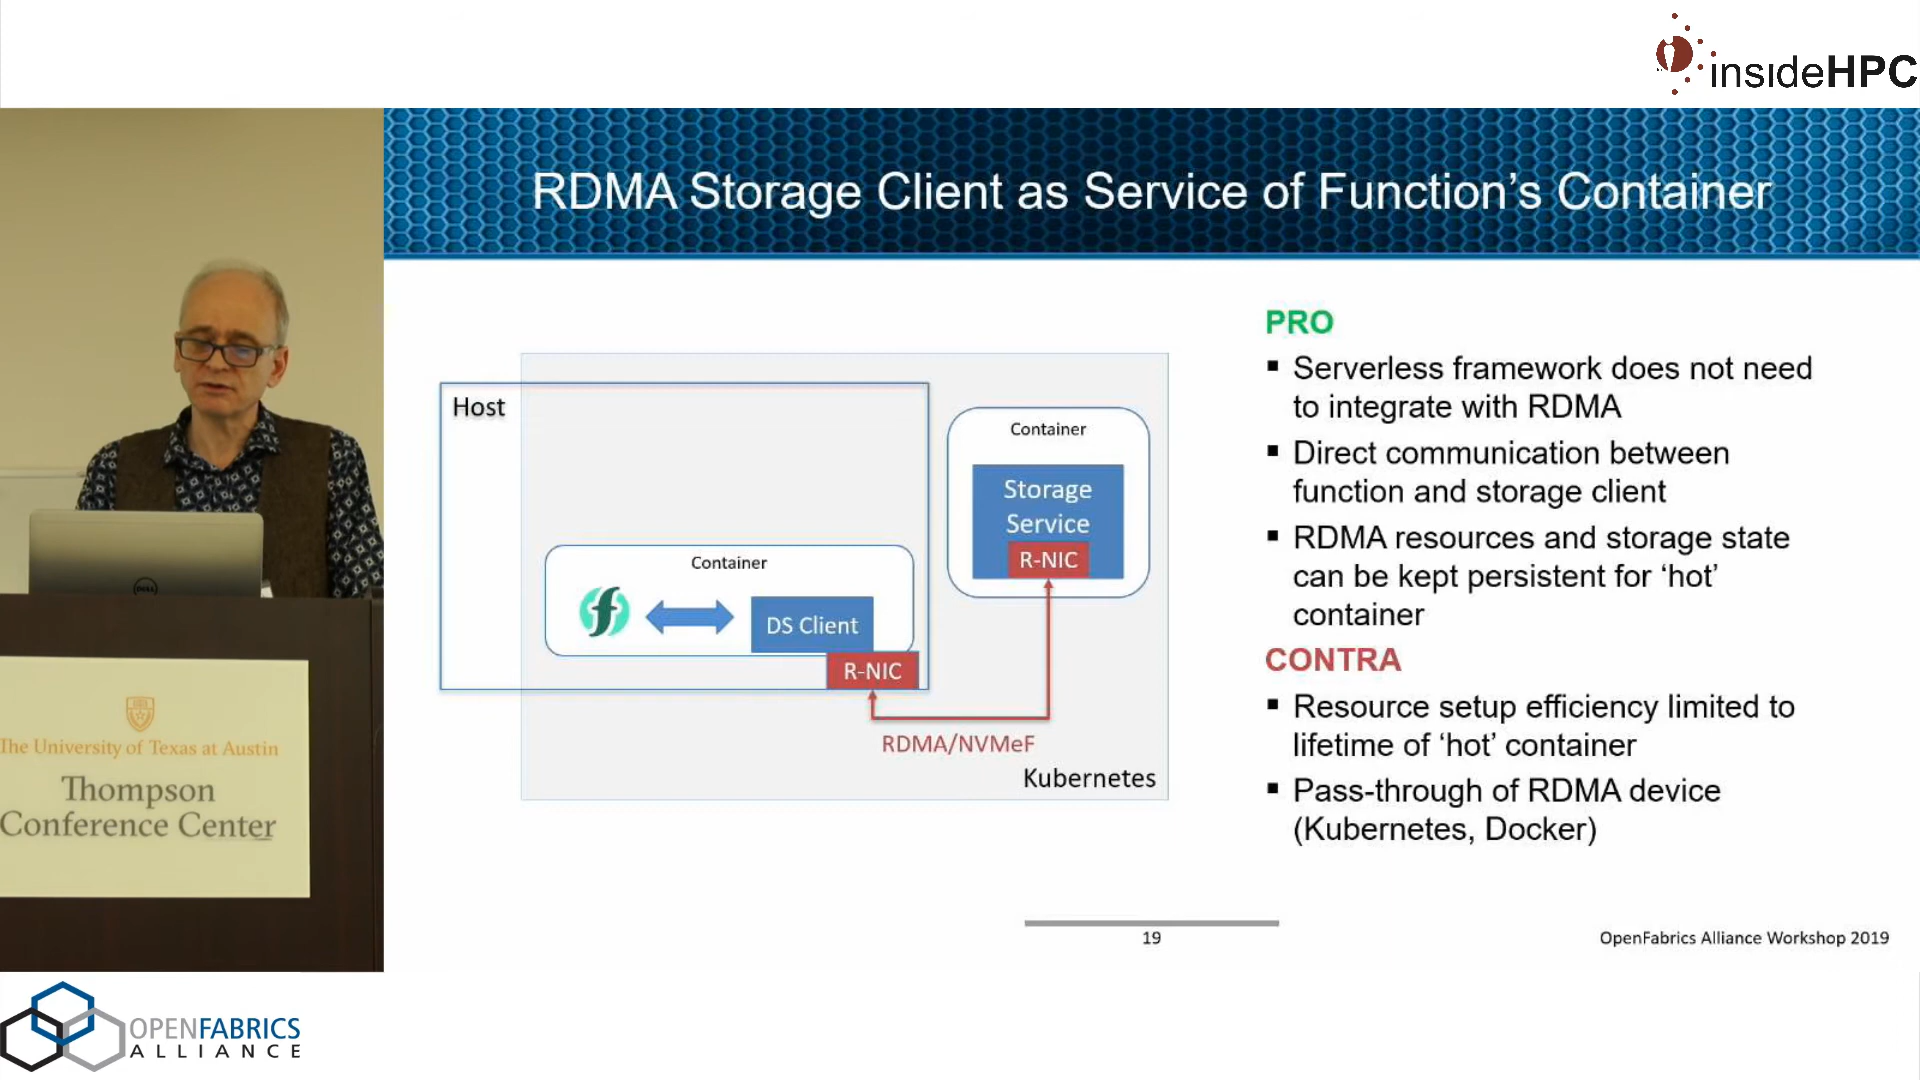 insideHPC
RDMA Storage Client as Service of Function's Container
Host
Container
DS Client
R-NIC
Container
Storage
Service
R-NIC
RDMA/NVMeF
Kubernetes
PRO
▪ Serverless framework does not need
to integrate with RDMA
▪ Direct communication between
function and storage client
▪ RDMA resources and storage state
can be kept persistent for ‘hot’
container
CONTRA
▪ Resource setup efficiency limited to
lifetime of ‘hot’ container
▪ Pass-through of RDMA device
(Kubernetes, Docker)
19
OpenFabrics Alliance Workshop 2019
DELL
The University of Texas at Austin
Thompson
Conference Center
OPENFABRICS
ALLIANCE